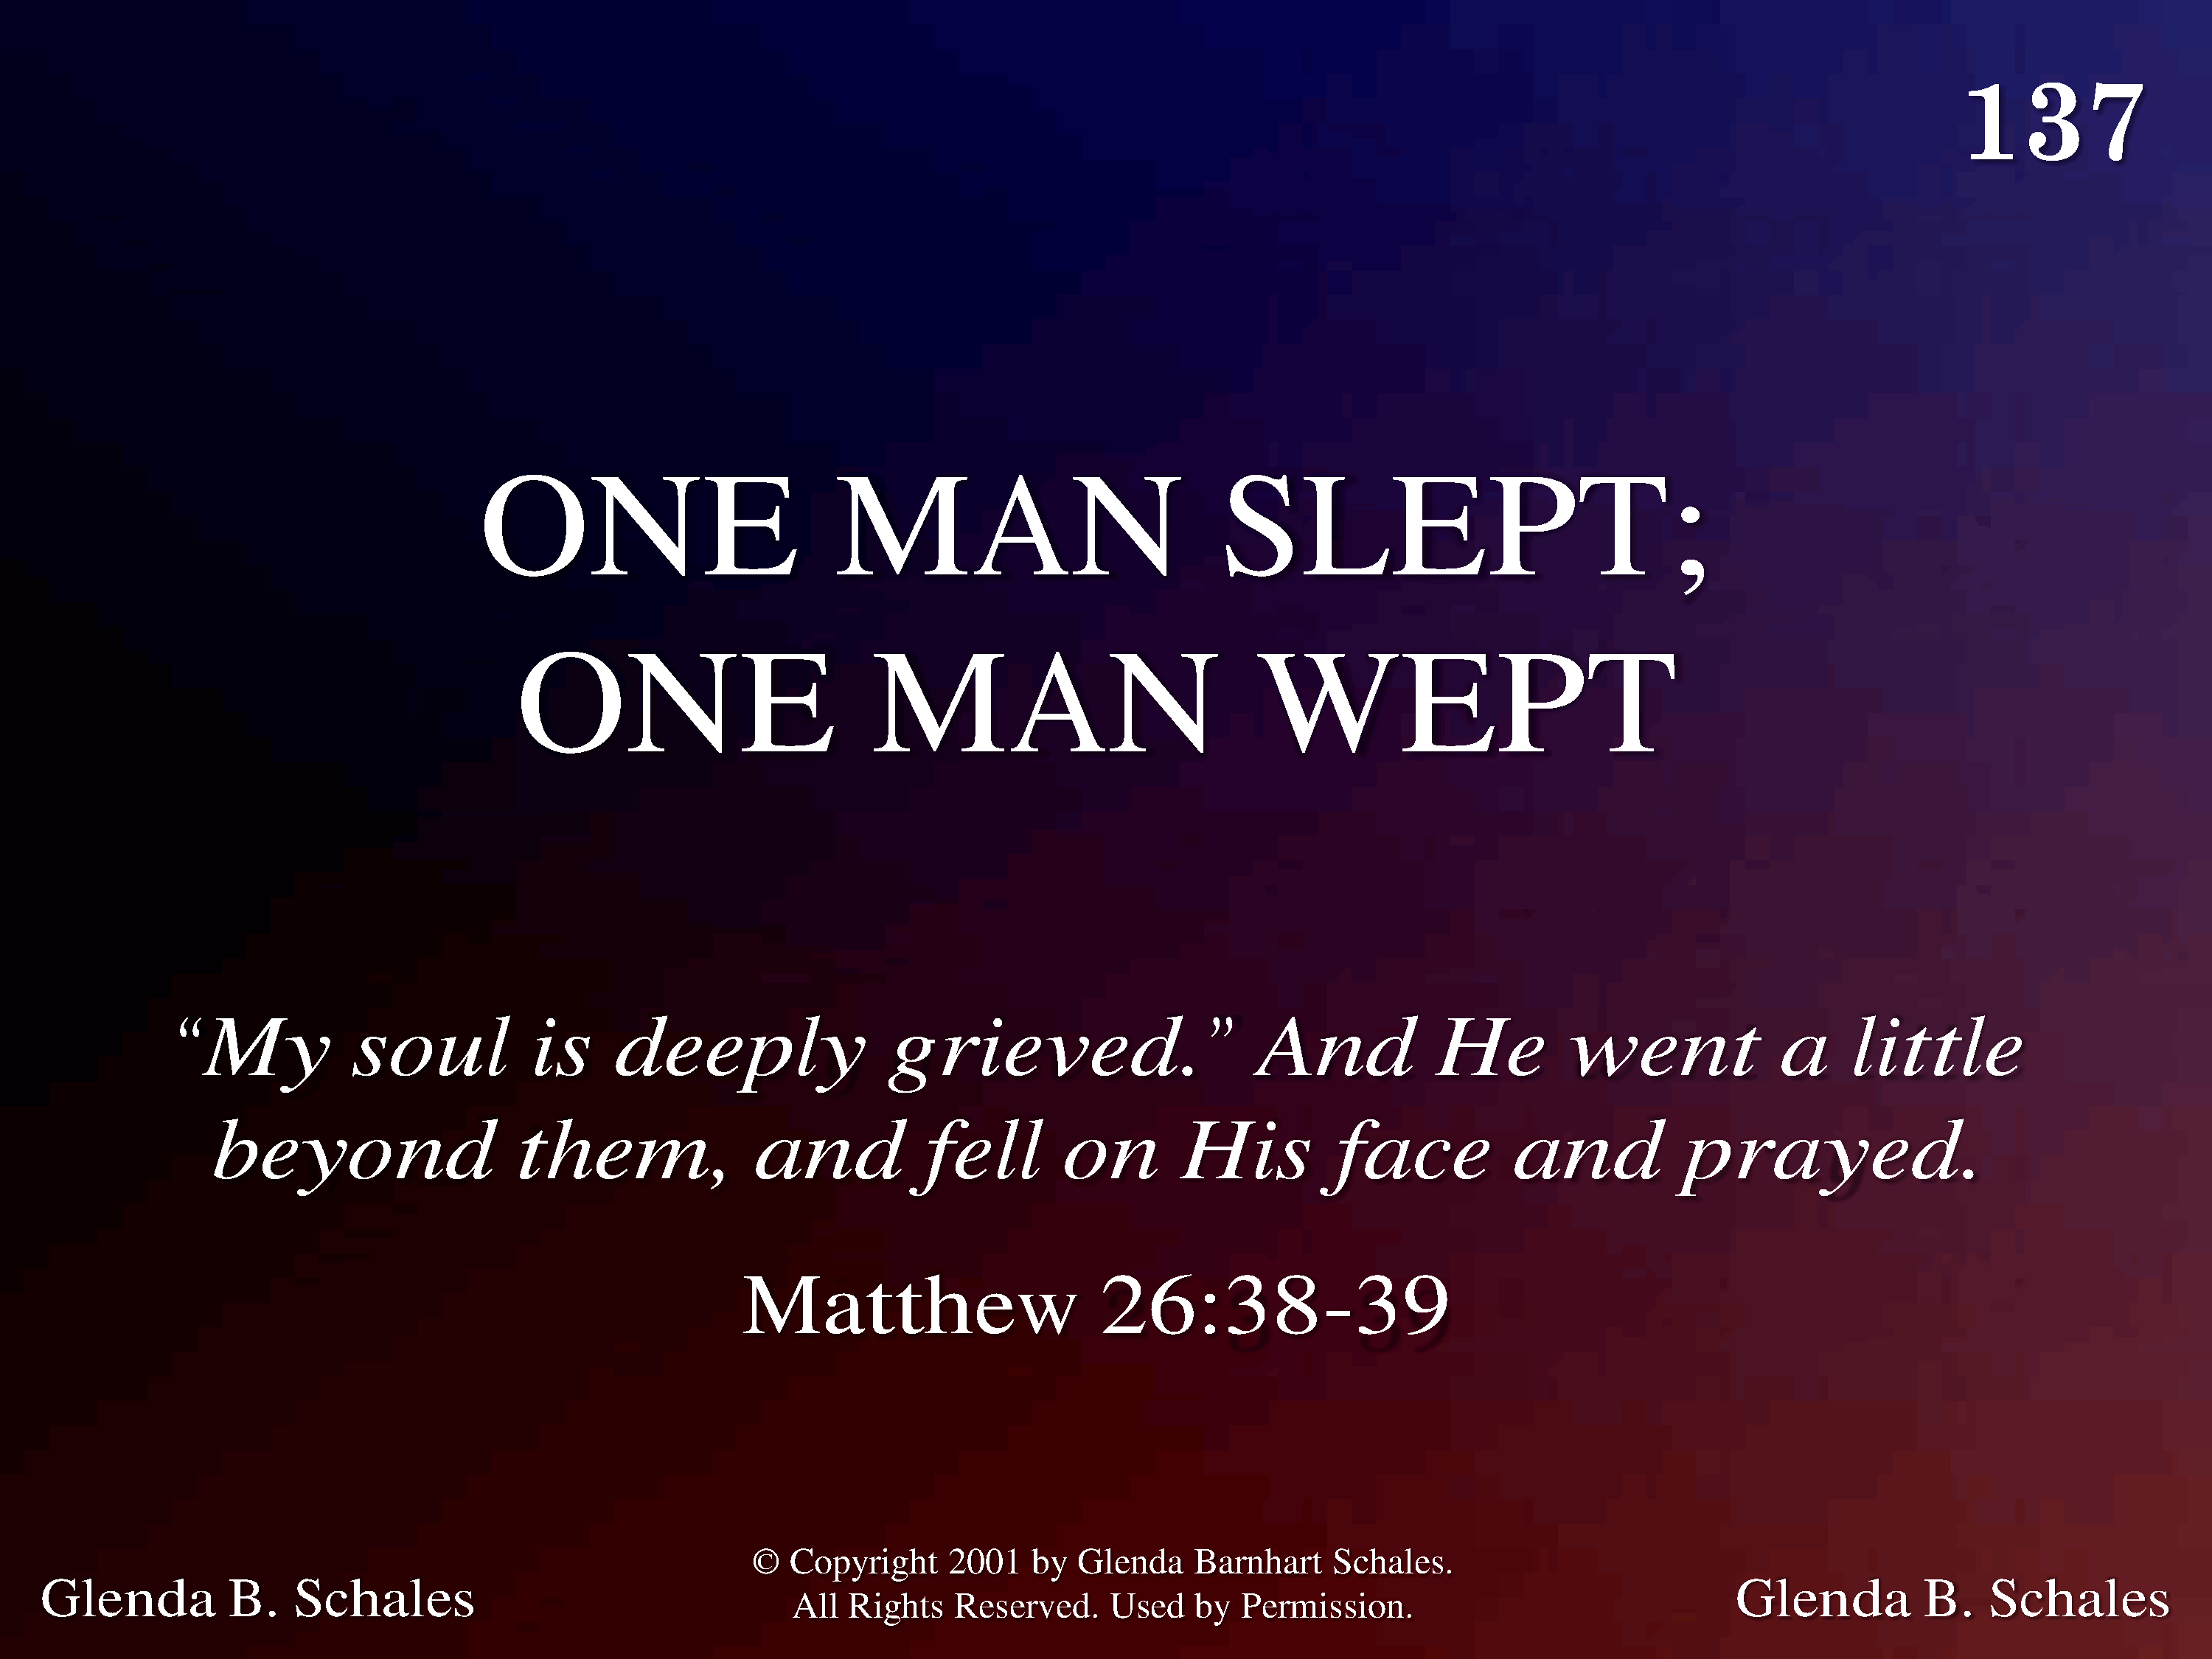 137
ONE MAN SLEPT;
ONE MAN WEPT
“My soul is deeply grieved.” And He went a little
beyond them, and fell on His face and prayed.
Matthew 26:38-39
Glenda B. Schales
© Copyright 2001 by Glenda Barnhart Schales.
All Rights Reserved. Used by Permission.
Glenda B. Schales